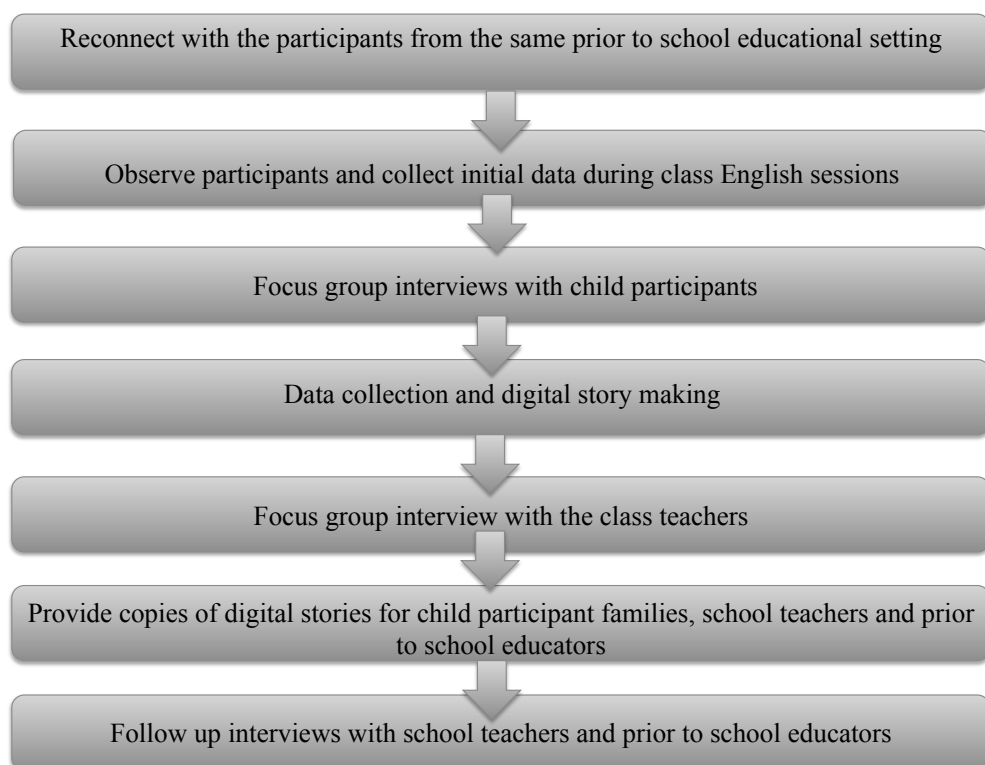 Reconnect with the participants from the same prior to school educational setting
Observe participants and collect initial data during class English sessions
Focus group interviews with child participants
Data collection and digital story making
Focus group interview with the class teachers
Provide copies of digital stories for child participant families, school teachers and prior
to school educators
Follow up interviews with school teachers and prior to school educators